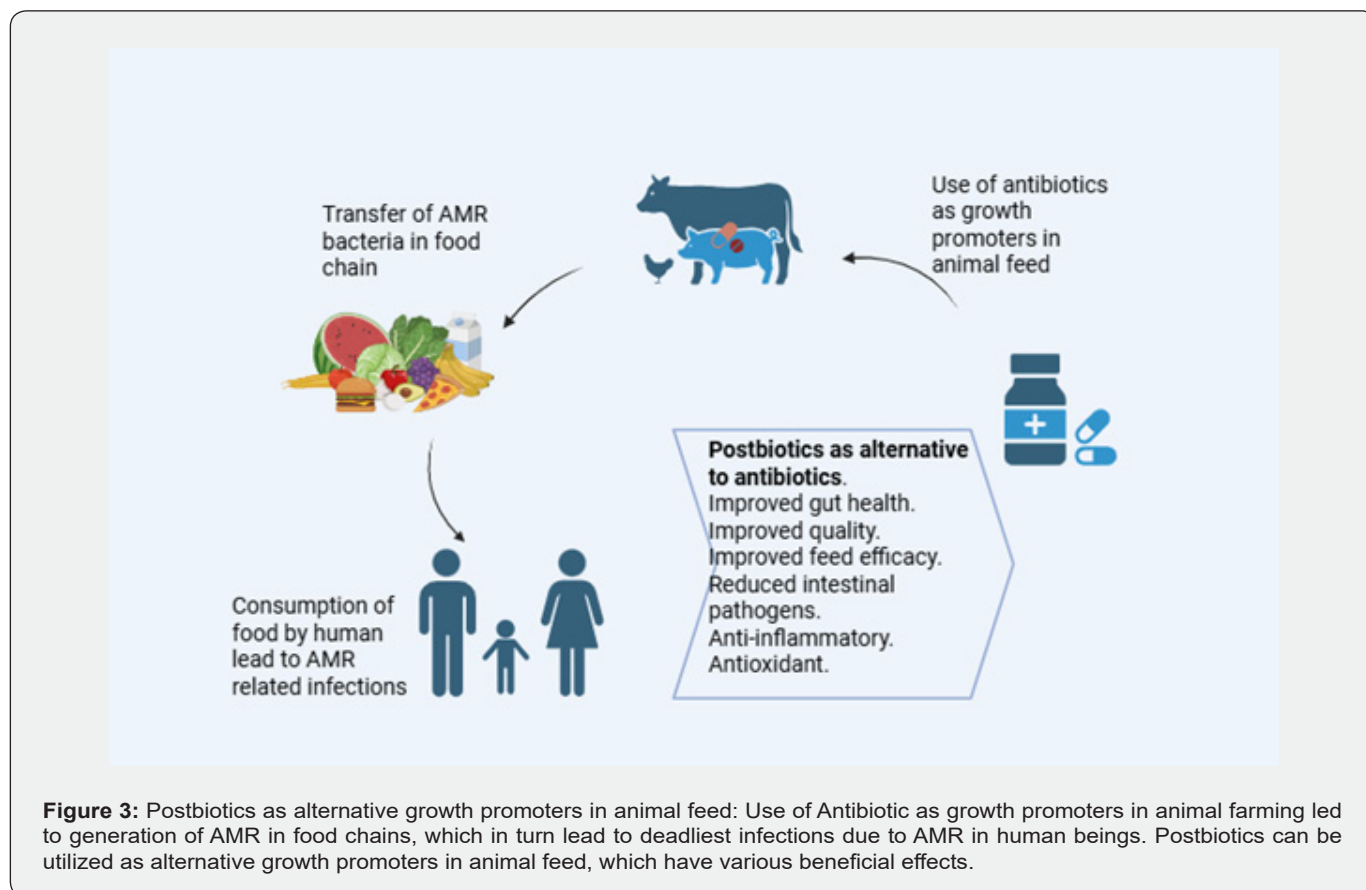 Transfer of AMR
bacteria in food
chain
Use of antibiotics
as growth
promoters in
animal feed
Postbiotics as alternative
to antibiotics.
Improved gut health.
Improved quality.
Improved feed efficacy.
Reduced intestinal
pathogens.
Anti-inflammatory.
Antioxidant.
Consumption of
food by human
lead to AMR
related infections
Figure 3: Postbiotics as alternative growth promoters in animal feed: Use of Antibiotic as growth promoters in animal farming led
to generation of AMR in food chains, which in turn lead to deadliest infections due to AMR in human beings. Postbiotics can be
utilized as alternative growth promoters in animal feed, which have various beneficial effects.